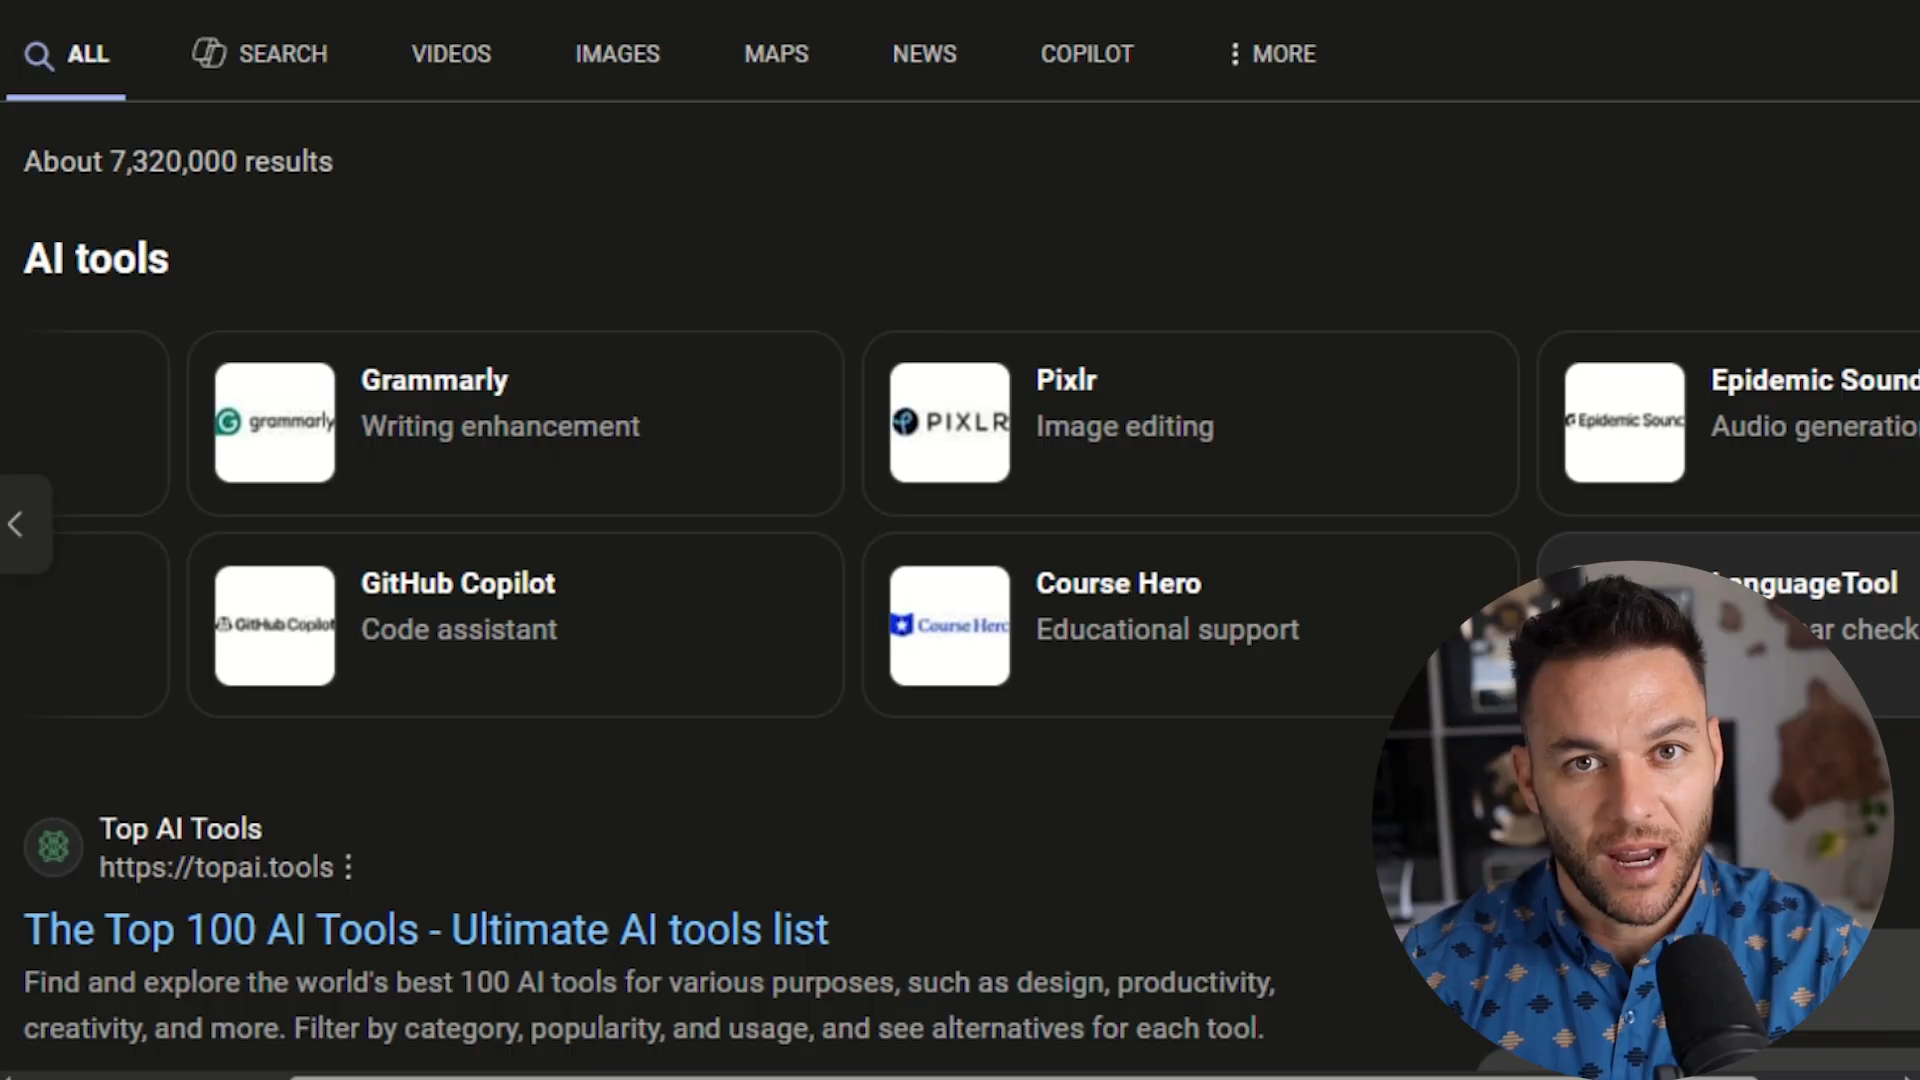 ALL
SEARCH
VIDEOS
IMAGES
MAPS
NEWS
COPILOT
MORE
About 7,320,000 results
AI tools
grammarly
Grammarly
Writing enhancement
PIXLR
Pixlr
Image editing
Epidemic Sound
Epidemic Sound
Audio generation
GitHub Copilot
GitHub Copilot
Code assistant
Course Hero
Course Hero
Educational support
LanguageTool
check
Top AI Tools
https://topai.tools
The Top 100 AI Tools - Ultimate AI tools list
Find and explore the world's best 100 AI tools for various purposes, such as design, productivity,
creativity, and more. Filter by category, popularity, and usage, and see alternatives for each tool.